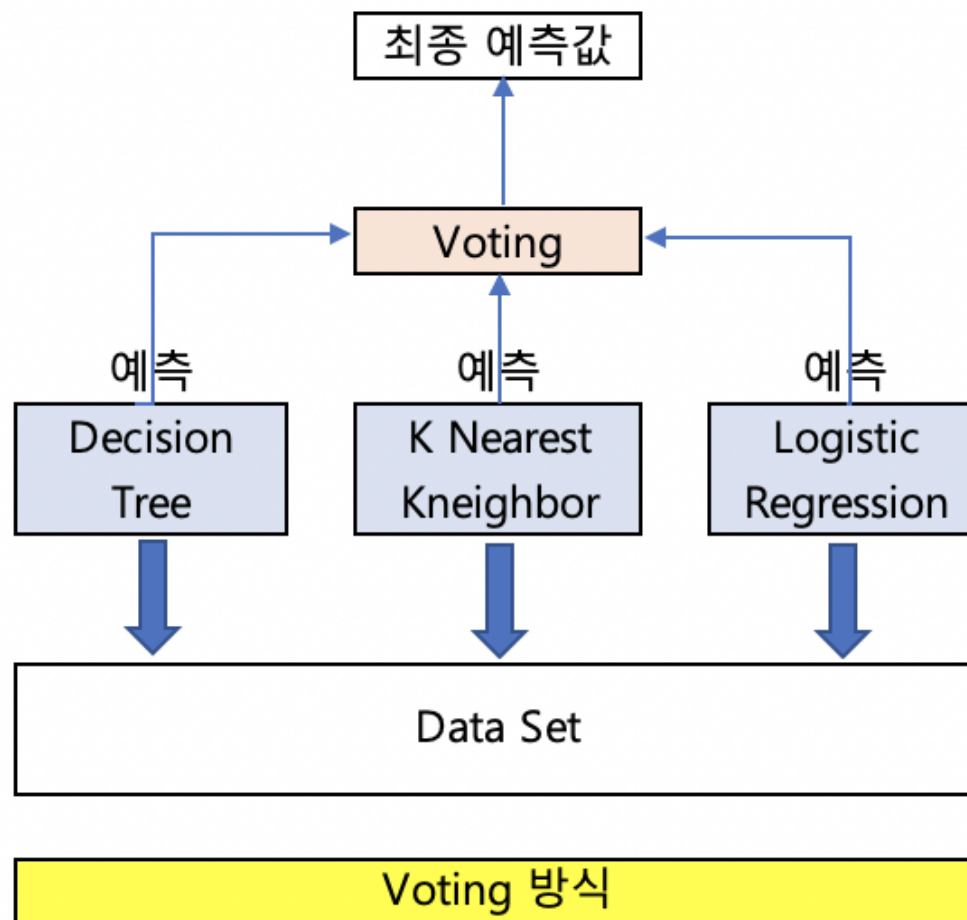 최종 예측값
Voting
예측
예측
예측
Decision
Tree
K Nearest
Kneighbor
Logistic
Regression
Data Set
Voting 방식